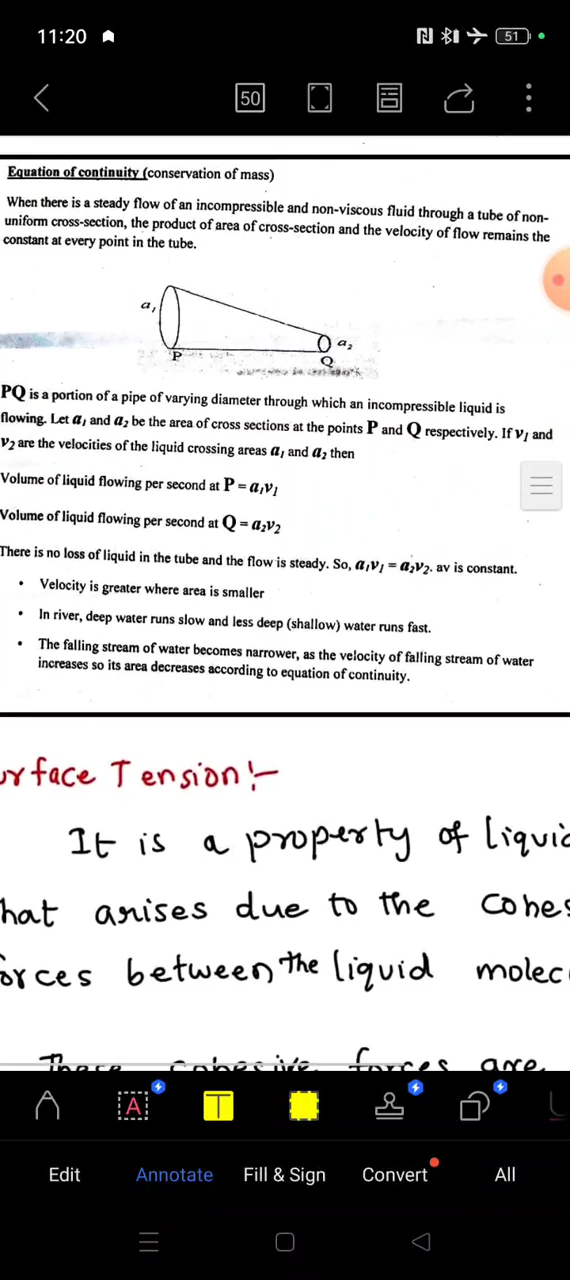 11:20
51
50
Equation of continuity (conservation of mass)
When there is a steady flow of an incompressible and non-viscous fluid through a tube of non-
uniform cross-section, the product of area of cross-section and the velocity of flow remains the
constant at every point in the tube.
a₁
a₂
P
Q
PQ is a portion of a pipe of varying diameter through which an incompressible liquid is
flowing. Let a₁ and a₂ be the area of cross sections at the points P and Q respectively. If v₁ and
v₂ are the velocities of the liquid crossing areas a₁ and a₂ then
Volume of liquid flowing per second at P = a₁v₁
Volume of liquid flowing per second at Q = a₂v₂
There is no loss of liquid in the tube and the flow is steady. So, a₁v₁ = a₂v₂. av is constant.
• Velocity is greater where area is smaller
• In river, deep water runs slow and less deep (shallow) water runs fast.
• The falling stream of water becomes narrower, as the velocity of falling stream of water
increases so its area decreases according to equation of continuity.
urface Tension:-
It is a property of liquid
hat arises due to the cohes
orces between the liquid molec
These cohesive forces are
A
T
Edit
Annotate
Fill & Sign
Convert
All